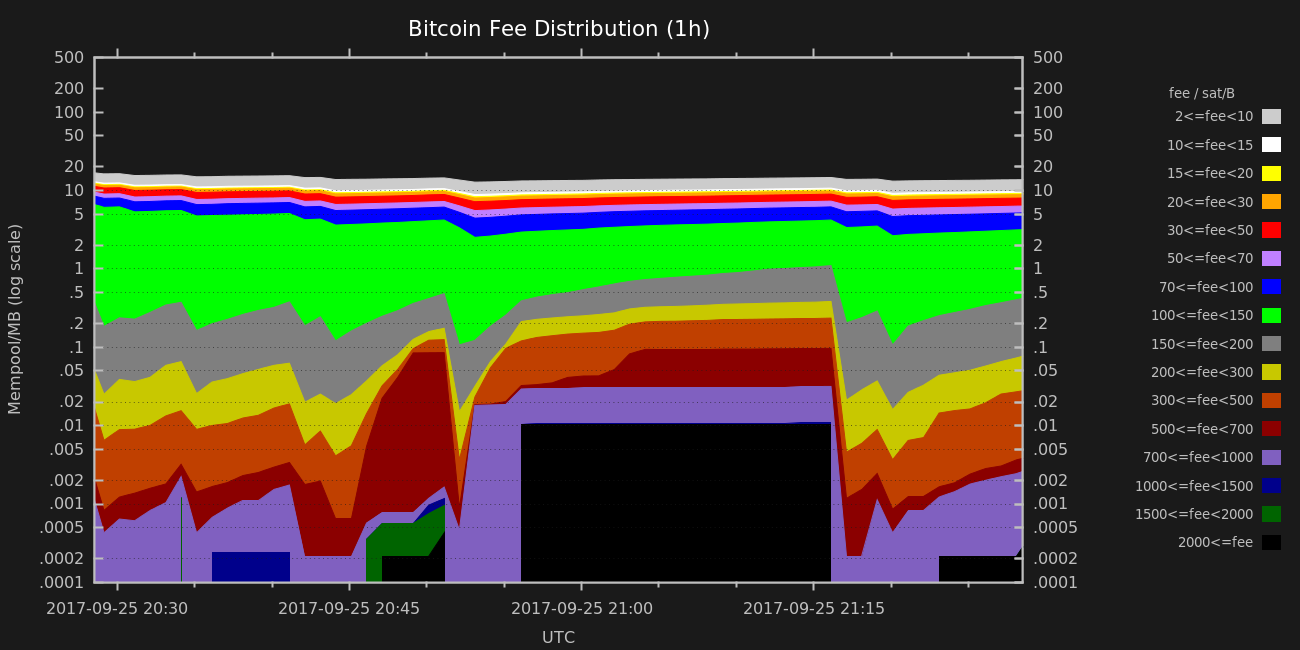 Bitcoin Fee Distribution (1h)
500 500
200 200
100 100
50 50
20 20
10 10
5 5
2 2
1 1
.5 .5
.2 .2
.1 .1
.05 .05
.02 .02
.01 .01
.005 .005
.002 .002
.001 .001
.0005 .0005
.0002 .0002
.0001 .0001
Mempool/MB (log scale)
2017-09-25 20:30 2017-09-25 20:45 2017-09-25 21:00 2017-09-25 21:15
UTC
fee / sat/B
2<=fee<10
10<=fee<15
15<=fee<20
20<=fee<30
30<=fee<50
50<=fee<70
70<=fee<100
100<=fee<150
150<=fee<200
200<=fee<300
300<=fee<500
500<=fee<700
700<=fee<1000
1000<=fee<1500
1500<=fee<2000
2000<=fee